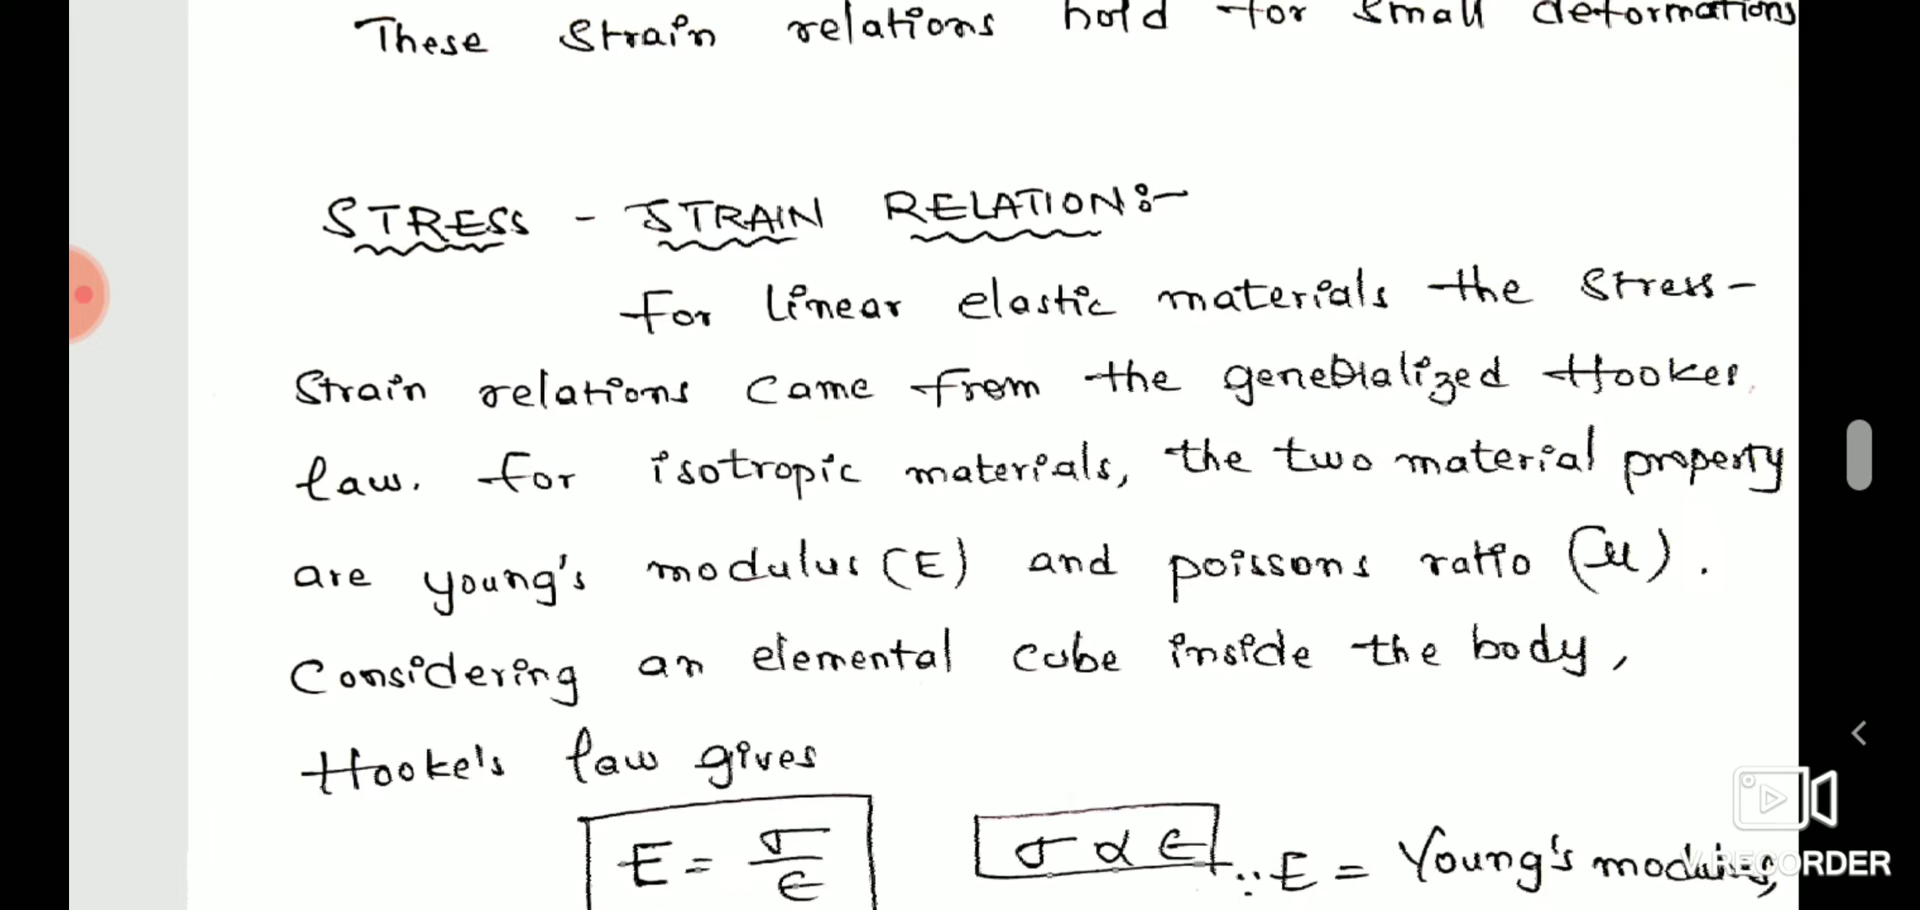 These strain relations hold for small deformations
STRESS - STRAIN RELATION:-
For linear elastic materials the stress-
strain relations came from the generalized Hookes
law. For isotropic materials, the two material property
are young's modulus (E) and poissons ratio (μ).
Considering an elemental cube inside the body,
Hooke's law gives
E = σ/ϵ σ α ϵ ∵ E = Young's modulus,
V.RECORDER